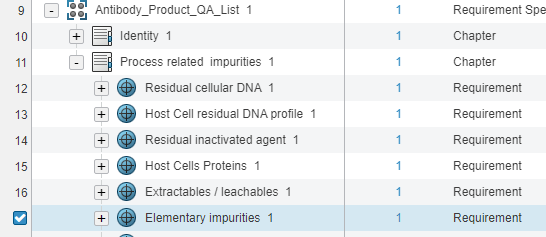 9 - Antibody_Product_QA_List 1 1 Requirement Spe
10 + Identity 1 1 Chapter
11 - Process related impurities 1 1 Chapter
12 + Residual cellular DNA 1 1 Requirement
13 + Host Cell residual DNA profile 1 1 Requirement
14 + Residual inactivated agent 1 1 Requirement
15 + Host Cells Proteins 1 1 Requirement
16 + Extractables / leachables 1 1 Requirement
+ Elementary impurities 1 1 Requirement